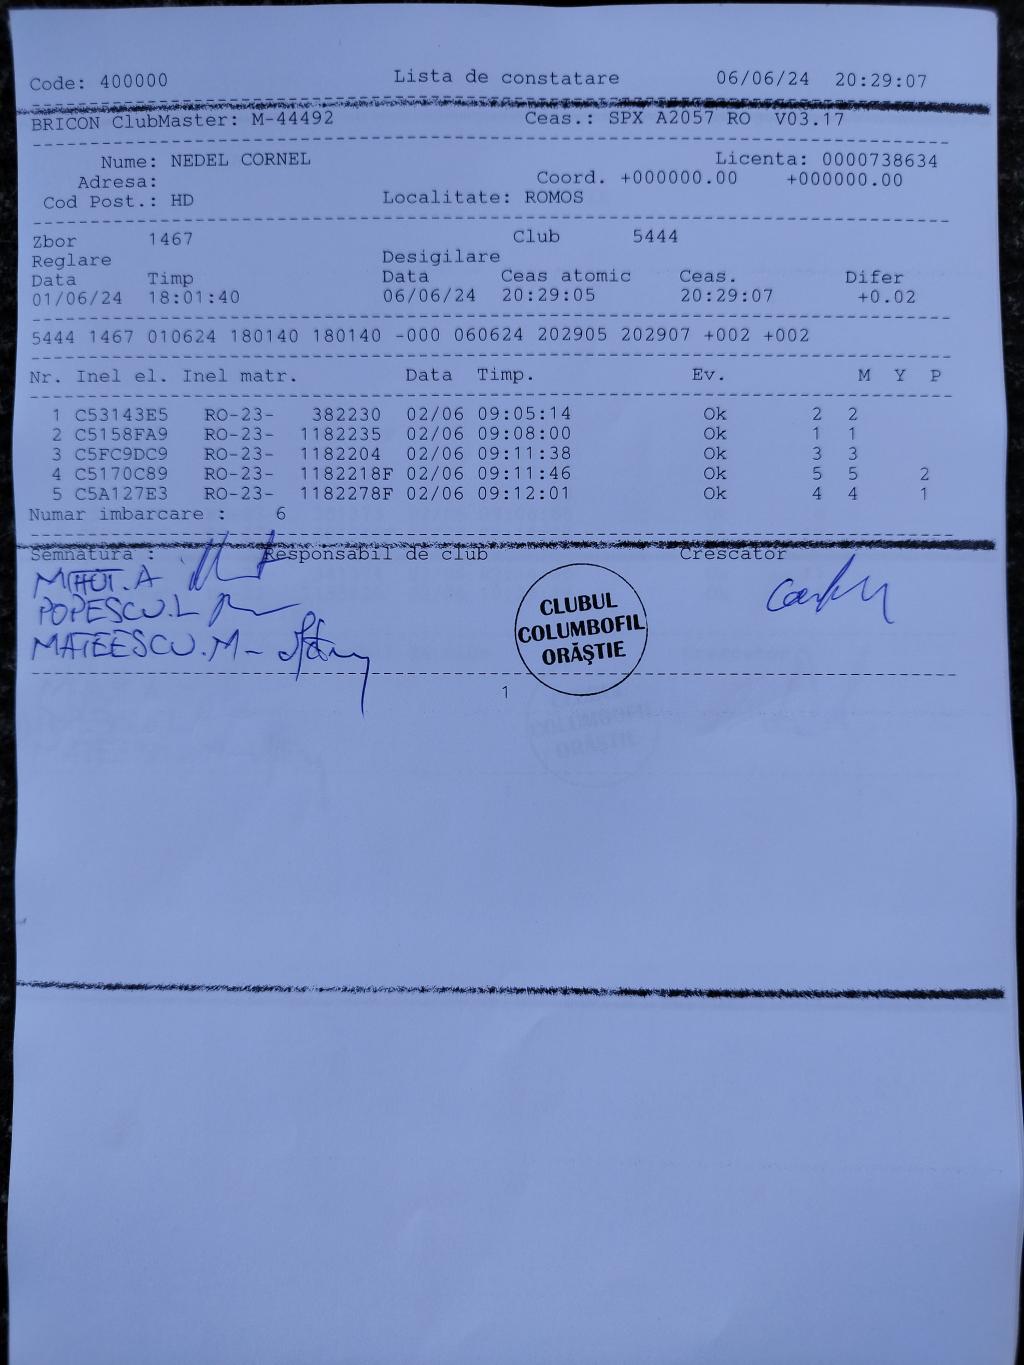 Code: 400000 Lista de constatare 06/06/24 20:29:07
BRICON ClubMaster: M-44492 Ceas.: SPX A2057 RO V03.17
Nume: NEDEL CORNEL Licenta: 0000738634
Adresa: Coord. +000000.00 +000000.00
Cod Post.: HD Localitate: ROMOS
Zbor 1467 Club 5444
Reglare Desigilare
Data Timp Data Ceas atomic Ceas. Difer
01/06/24 18:01:40 06/06/24 20:29:05 20:29:07 +0.02
5444 1467 010624 180140 180140 -000 060624 202905 202907 +002 +002
Nr. Inel el. Inel matr. Data Timp. Ev. M Y P
1 C53143E5 RO-23- 382230 02/06 09:05:14 Ok 2 2
2 C5158FA9 RO-23- 1182235 02/06 09:08:00 Ok 1 1
3 C5FC9DC9 RO-23- 1182204 02/06 09:11:38 Ok 3 3
4 C5170C89 RO-23- 1182218F 02/06 09:11:46 Ok 5 5 2
5 C5A127E3 RO-23- 1182278F 02/06 09:12:01 Ok 4 4 1
Numar imbarcare : 6
Semnatura : Responsabil de club Crescator
MIHUT.A
POPESCU.L
MATEESCU.M-
CLUBUL
COLUMBOFIL
ORĂŞTIE
1